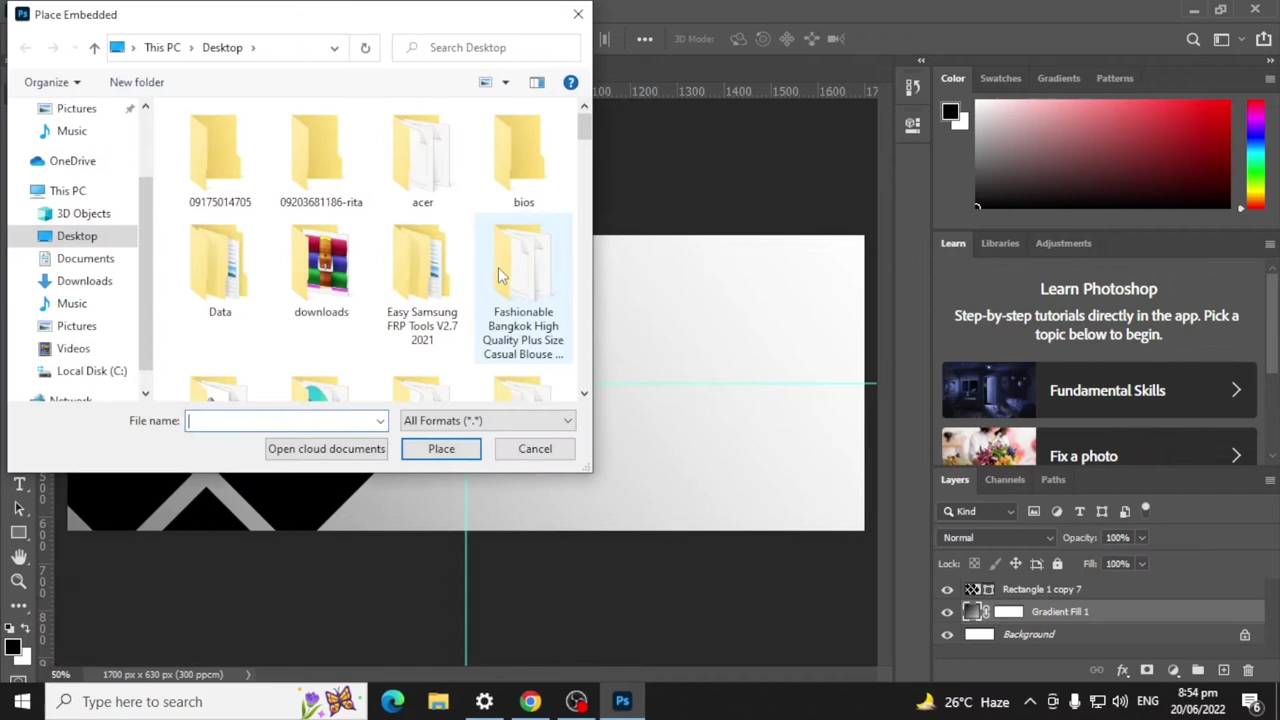 Ps Place Embedded
This PC > Desktop >
Search Desktop
Organize
New folder
Pictures
Music
OneDrive
This PC
3D Objects
Desktop
Documents
Downloads
Music
Pictures
Videos
Local Disk (C:)
09175014705
09203681186-rita
acer
bios
Data
downloads
Easy Samsung
FRP Tools V2.7
2021
Fashionable
Bangkok High
Quality Plus Size
Casual Blouse ...
File name:
All Formats (*.*)
Open cloud documents
Place
Cancel
3D Mode:
1200 1300 1400 1500 1600
Color
Swatches
Gradients
Patterns
Learn
Libraries
Adjustments
Learn Photoshop
Step-by-step tutorials directly in the app. Pick a
topic below to begin.
Fundamental Skills
Fix a photo
Layers
Channels
Paths
Kind
Normal
Opacity: 100%
Lock:
Fill: 100%
Rectangle 1 copy 7
Gradient Fill 1
Background
50%
1700 px x 630 px (300 ppcm)
Type here to search
Ps
26°C Haze
ENG
8:54 pm
20/06/2022
6